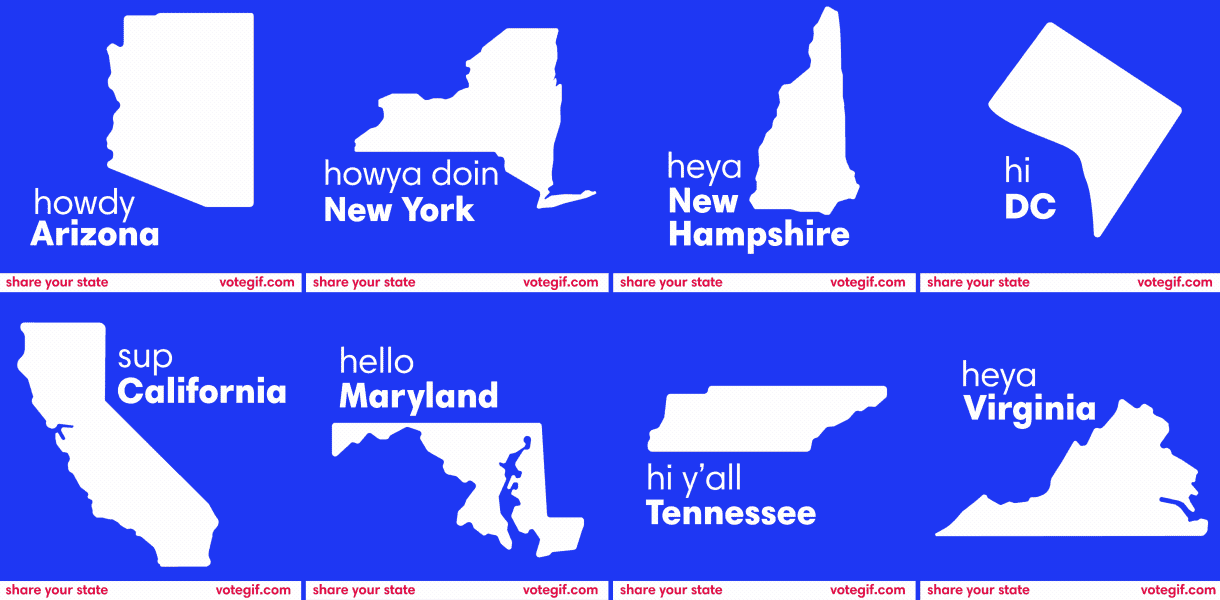 howdy
Arizona
share your state votegif.com
howya doin
New York
share your state votegif.com
heya
New
Hampshire
share your state votegif.com
hi
DC
share your state votegif.com
sup
California
share your state votegif.com
hello
Maryland
share your state votegif.com
hi y’all
Tennessee
share your state votegif.com
heya
Virginia
share your state votegif.com